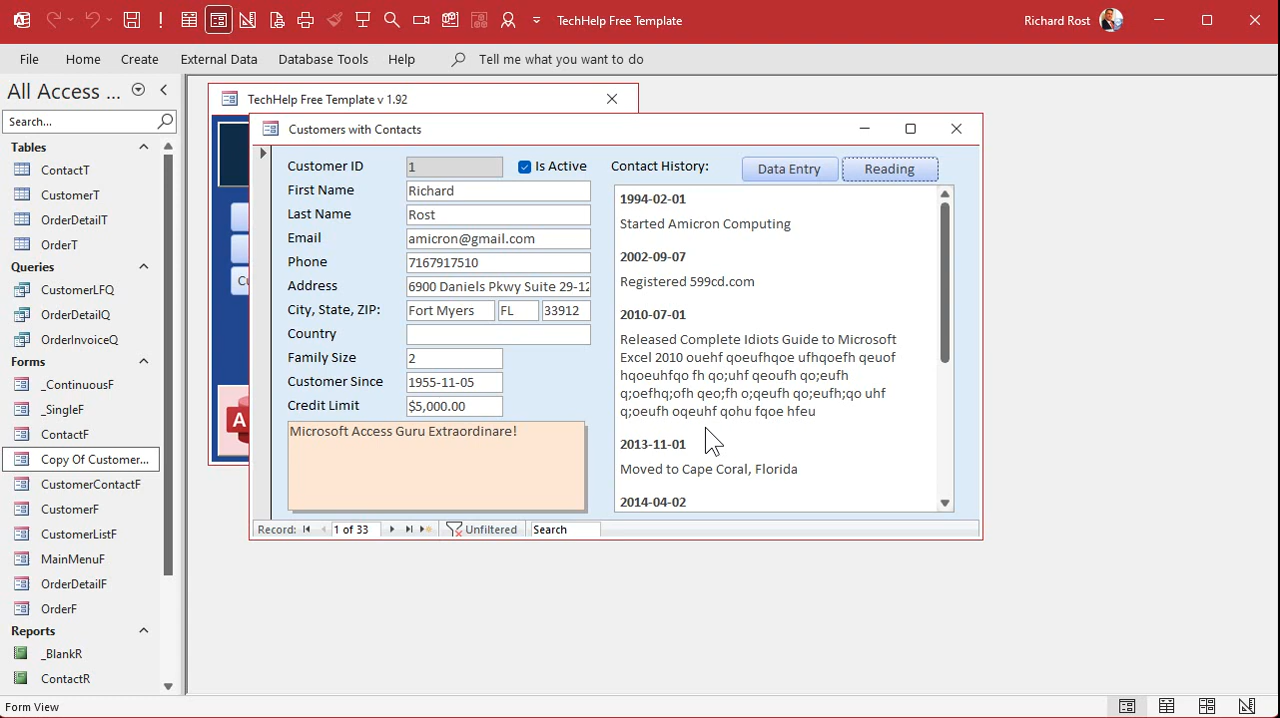 TechHelp Free Template
Richard Rost
File Home Create External Data Database Tools Help Tell me what you want to do
All Access ...
Search...
Tables
ContactT
CustomerT
OrderDetailT
OrderT
Queries
CustomerLFQ
OrderDetailQ
OrderInvoiceQ
Forms
_ContinuousF
_SingleF
ContactF
Copy Of Customer...
CustomerContactF
CustomerF
CustomerListF
MainMenuF
OrderDetailF
OrderF
Reports
_BlankR
ContactR
TechHelp Free Template v 1.92
Cu
A
Customers with Contacts
Customer ID 1 Is Active
First Name Richard
Last Name Rost
Email amicron@gmail.com
Phone 7167917510
Address 6900 Daniels Pkwy Suite 29-12
City, State, ZIP: Fort Myers FL 33912
Country
Family Size 2
Customer Since 1955-11-05
Credit Limit $5,000.00
Microsoft Access Guru Extraordinare!
Contact History: Data Entry Reading
1994-02-01
Started Amicron Computing
2002-09-07
Registered 599cd.com
2010-07-01
Released Complete Idiots Guide to Microsoft
Excel 2010 ouehf qoeufhqoe ufhqoefh qeuof
hqoeuhfqo fh qo;uhf qeoufh qo;eufh
q;oefhq;ofh qeo;fh o;qeufh qo;eufh;qo uhf
q;oeufh oqeuhf qohu fqoe hfeu
2013-11-01
Moved to Cape Coral, Florida
2014-04-02
Record: 1 of 33 Unfiltered Search
Form View